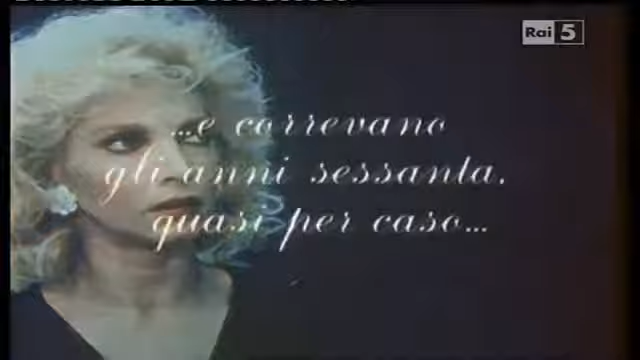 Rai 5
...e correvano
gli anni sessanta,
quasi per caso...